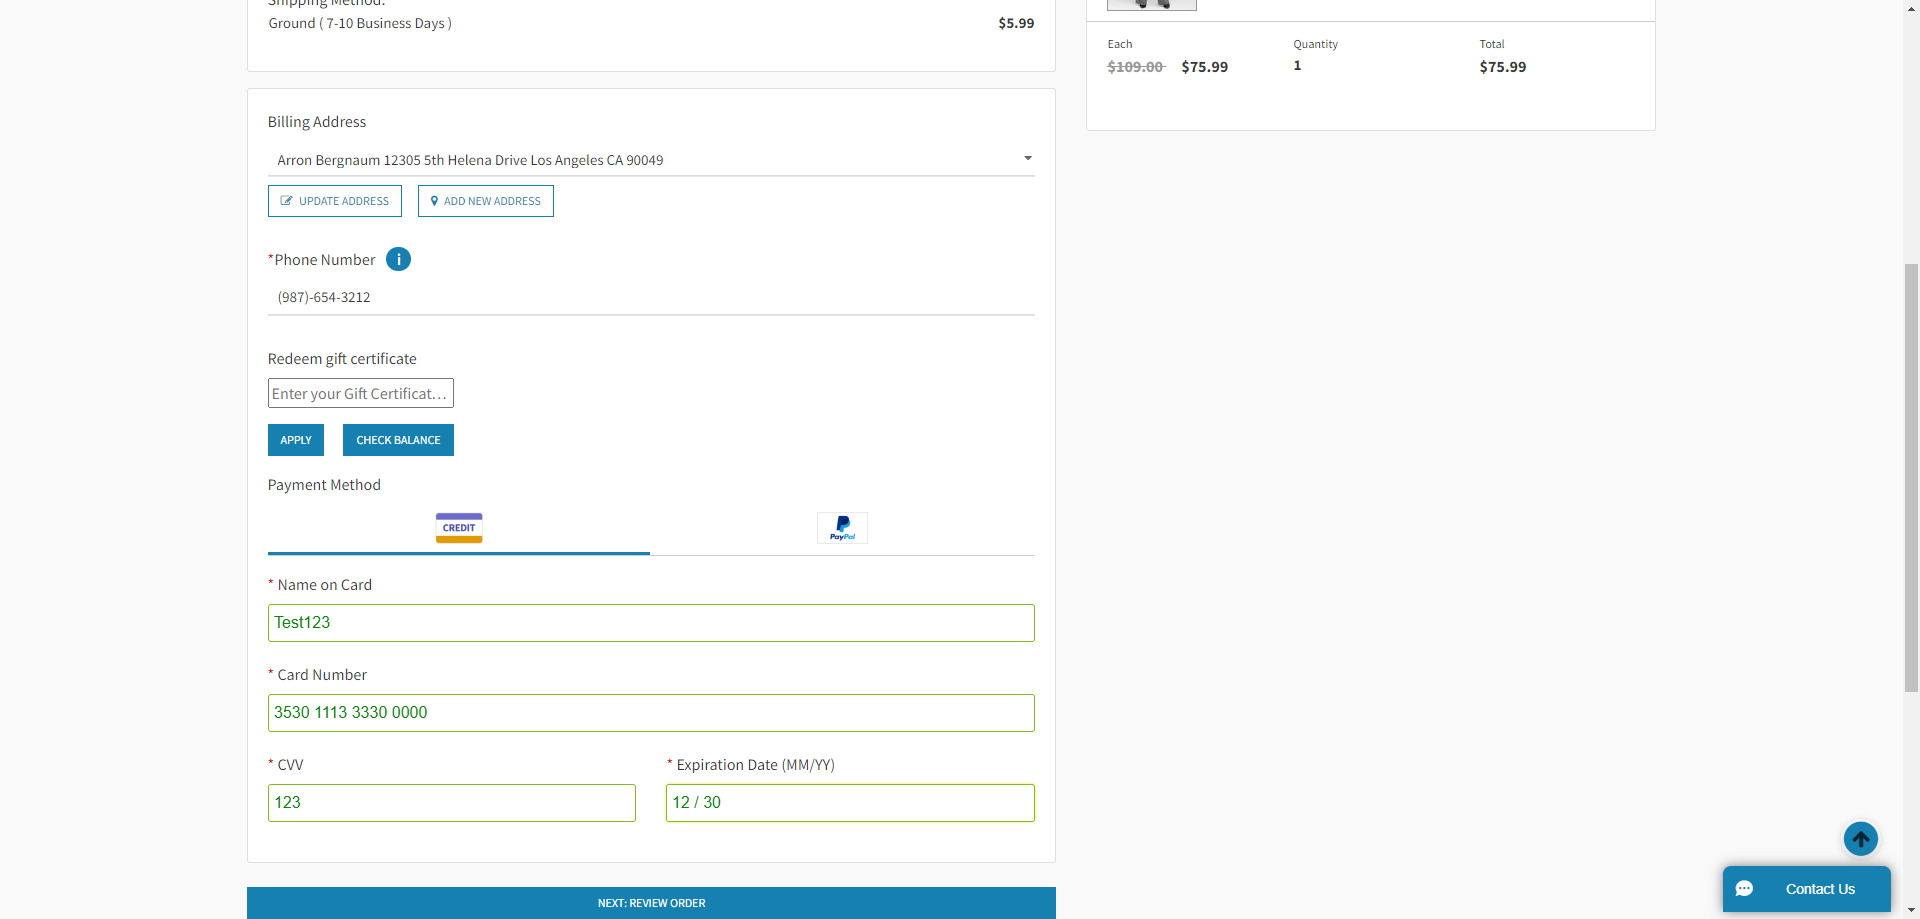 Shipping Method:
Ground ( 7-10 Business Days )
$5.99
Billing Address
Arron Bergnaum 12305 5th Helena Drive Los Angeles CA 90049
UPDATE ADDRESS
ADD NEW ADDRESS
*Phone Number
i
(987)-654-3212
Redeem gift certificate
Enter your Gift Certificat...
APPLY
CHECK BALANCE
Payment Method
CREDIT
PayPal
* Name on Card
Test123
* Card Number
3530 1113 3330 0000
* CVV
* Expiration Date (MM/YY)
123
12 / 30
NEXT: REVIEW ORDER
Each
Quantity
Total
$109.00 $75.99
1
$75.99
Contact Us